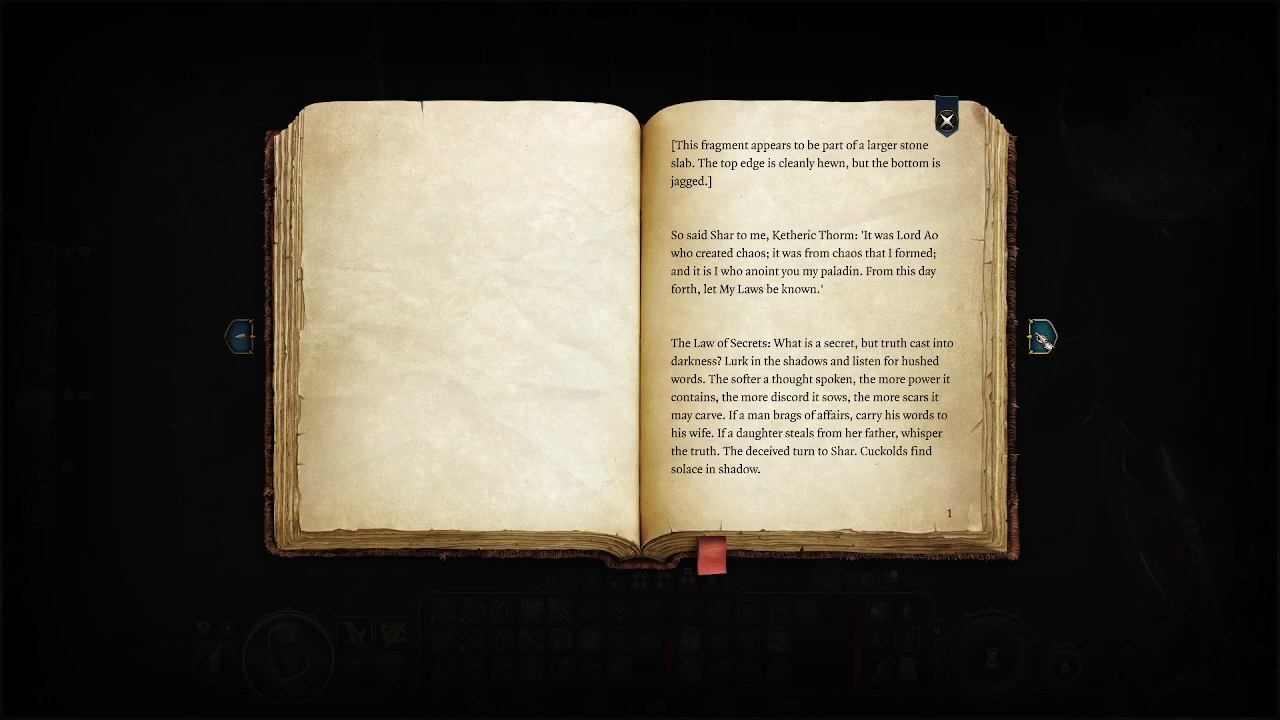 [This fragment appears to be part of a larger stone
slab. The top edge is cleanly hewn, but the bottom is
jagged.]
So said Shar to me, Ketheric Thorm: 'It was Lord Ao
who created chaos; it was from chaos that I formed;
and it is I who anoint you my paladin. From this day
forth, let My Laws be known.'
The Law of Secrets: What is a secret, but truth cast into
darkness? Lurk in the shadows and listen for hushed
words. The softer a thought spoken, the more power it
contains, the more discord it sows, the more scars it
may carve. If a man brags of affairs, carry his words to
his wife. If a daughter steals from her father, whisper
the truth. The deceived turn to Shar. Cuckolds find
solace in shadow.
1